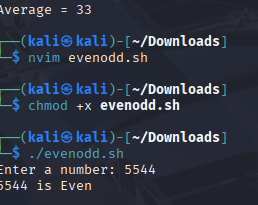 Average = 33
(kali㉿kali)-[~/Downloads]
$ nvim evenodd.sh
(kali㉿kali)-[~/Downloads]
$ chmod +x evenodd.sh
(kali㉿kali)-[~/Downloads]
$ ./evenodd.sh
Enter a number: 5544
5544 is Even